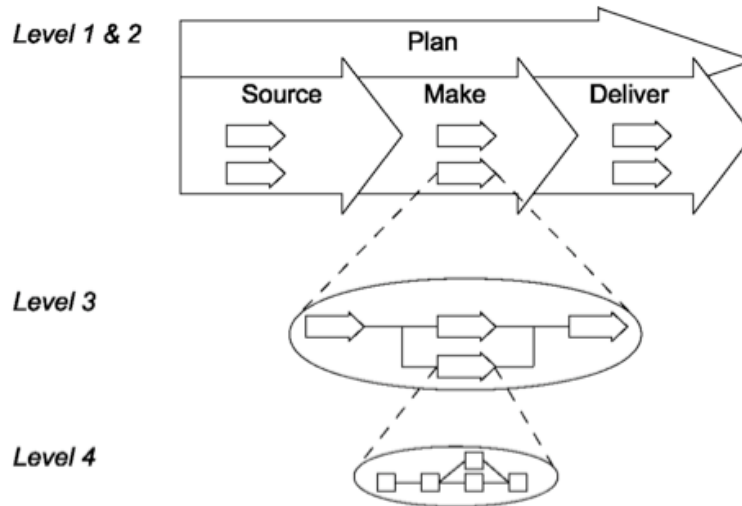 Level 1 & 2
Plan
Source
Make
Deliver
Level 3
Level 4